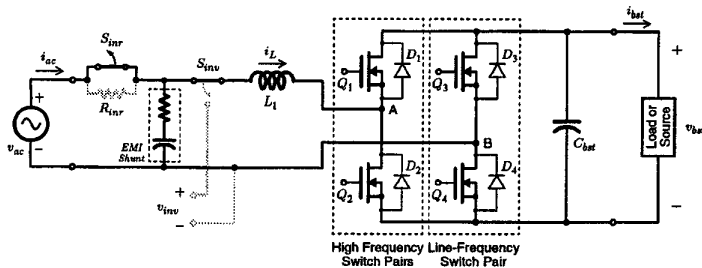 S_inr
i_ac
+
R_inr
v_ac
−
EMI
Shunt
S_inv
+
v_inv
−
i_L
L_1
Q_1
D_1
A
Q_2
D_2
Q_3
D_3
B
Q_4
D_4
High Frequency
Switch Pairs
Line-Frequency
Switch Pair
C_bst
i_bst
+
Load or
Source
v_bs
−